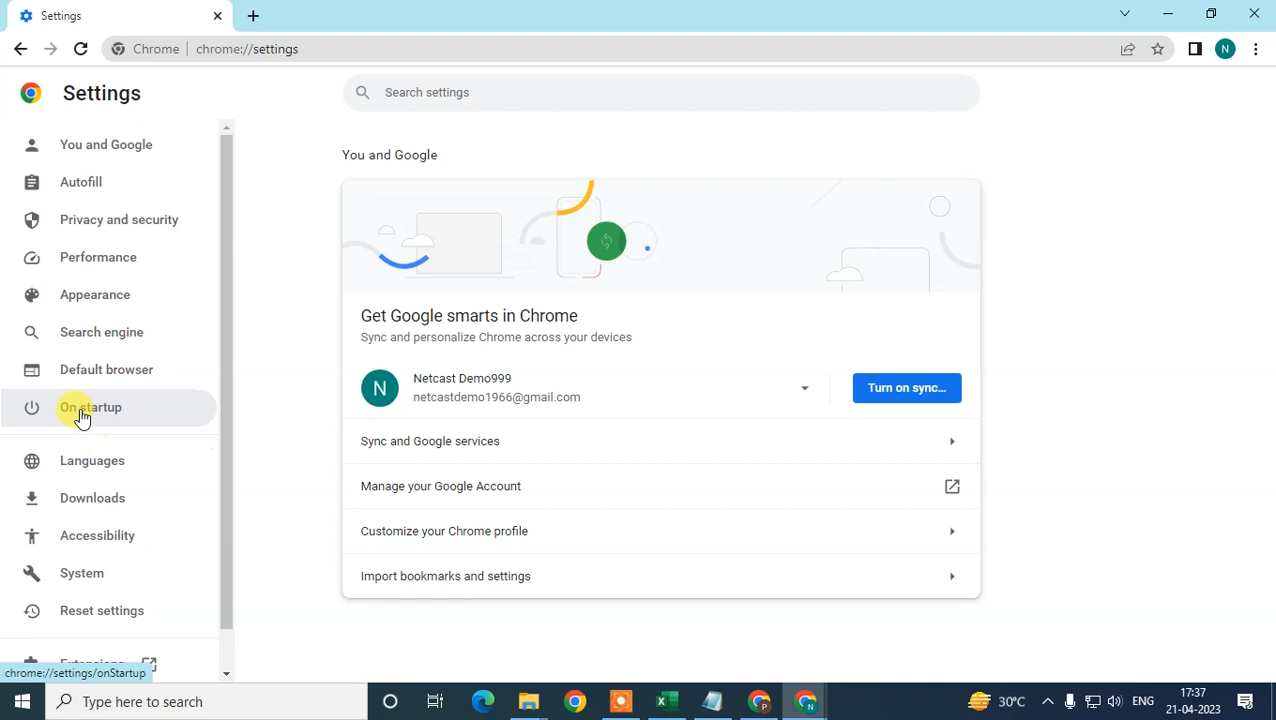 Settings
Chrome
chrome://settings
N
Settings
Search settings
You and Google
Autofill
Privacy and security
Performance
Appearance
Search engine
Default browser
On startup
Languages
Downloads
Accessibility
System
Reset settings
Extensions
chrome://settings/onStartup
You and Google
Get Google smarts in Chrome
Sync and personalize Chrome across your devices
N
Netcast Demo999
netcastdemo1966@gmail.com
Turn on sync...
Sync and Google services
Manage your Google Account
Customize your Chrome profile
Import bookmarks and settings
Type here to search
30°C
ENG
17:37
21-04-2023